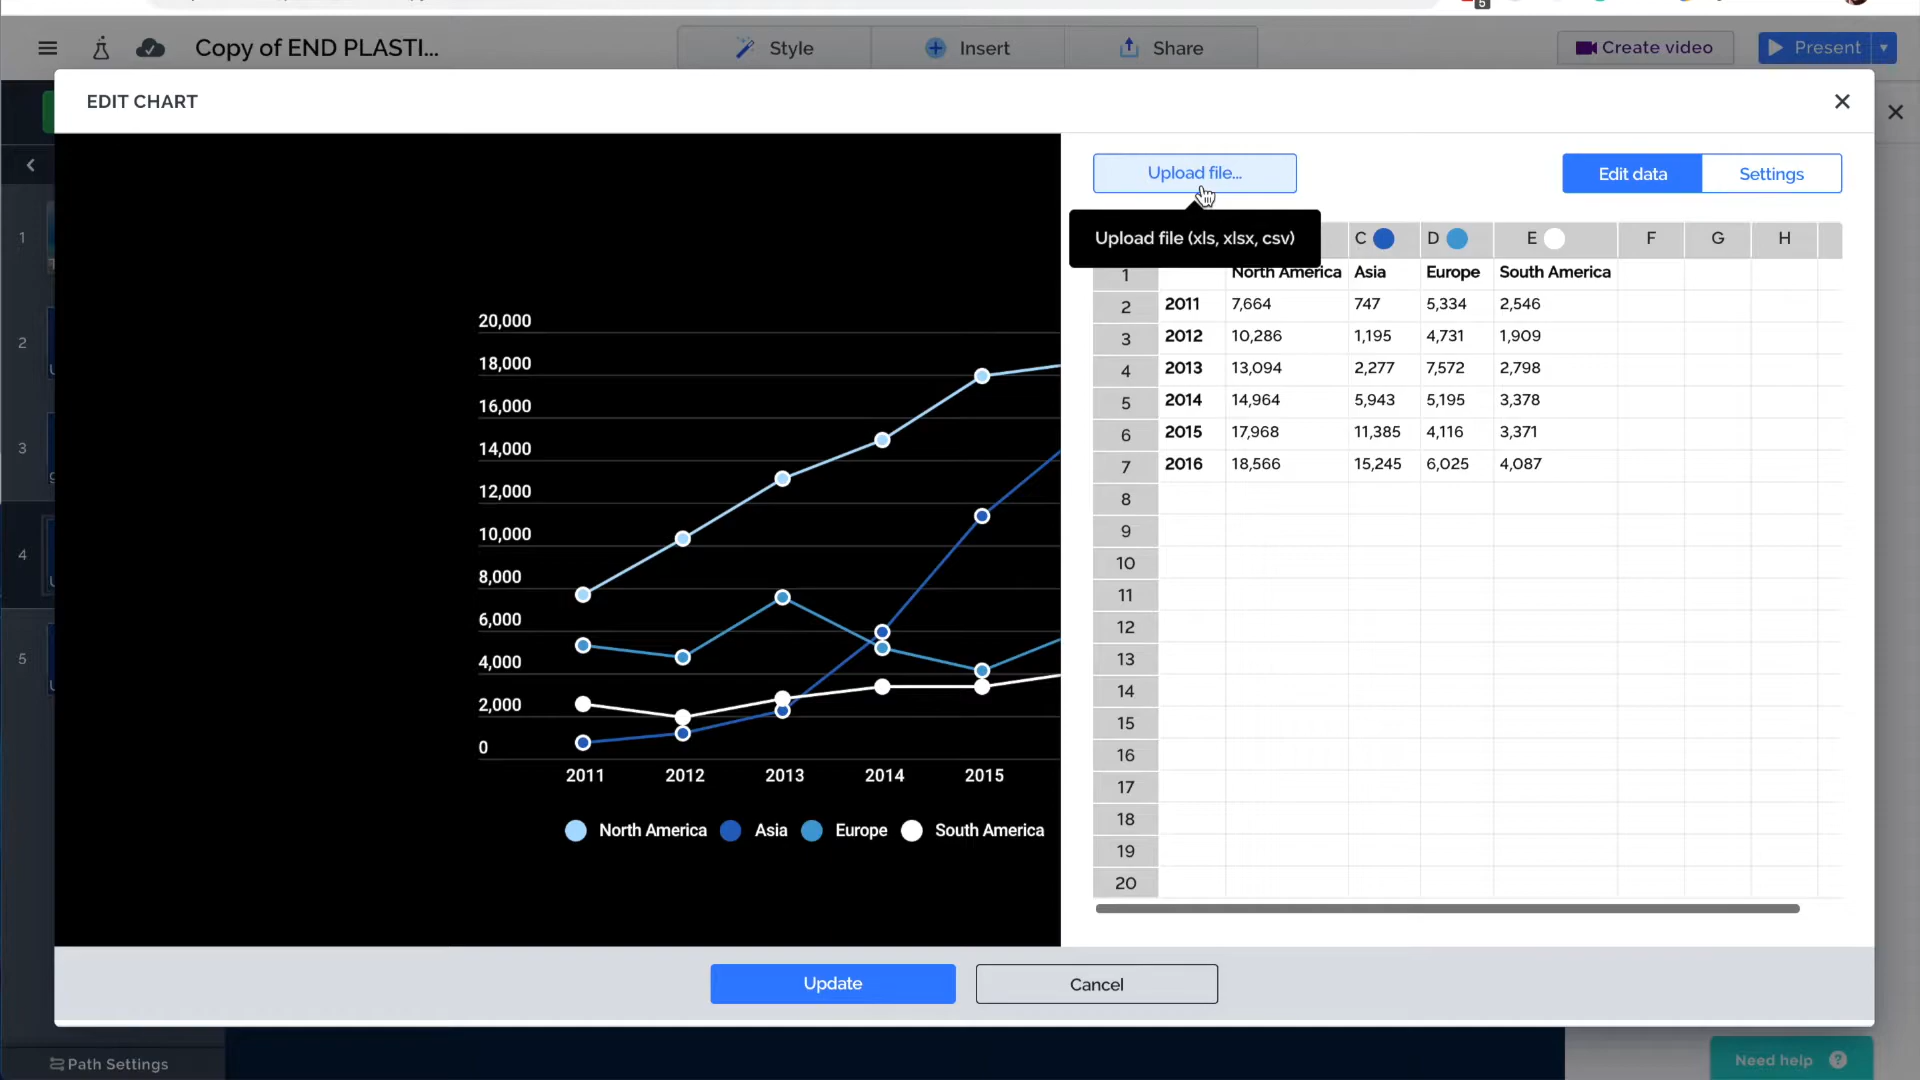 5
Copy of END PLASTI...
Style
Insert
Share
Create video
Present
EDIT CHART
Upload file...
Edit data
Settings
Upload file (xls, xlsx, csv)
C D E F G H
1 North America Asia Europe South America
2 2011 7,664 747 5,334 2,546
3 2012 10,286 1,195 4,731 1,909
4 2013 13,094 2,277 7,572 2,798
5 2014 14,964 5,943 5,195 3,378
6 2015 17,968 11,385 4,116 3,371
7 2016 18,566 15,245 6,025 4,087
8
9
10
11
12
13
14
15
16
17
18
19
20
20,000
18,000
16,000
14,000
12,000
10,000
8,000
6,000
4,000
2,000
0
2011 2012 2013 2014 2015
North America Asia Europe South America
1
2
3
4
5
Update
Cancel
Path Settings
Need help ?